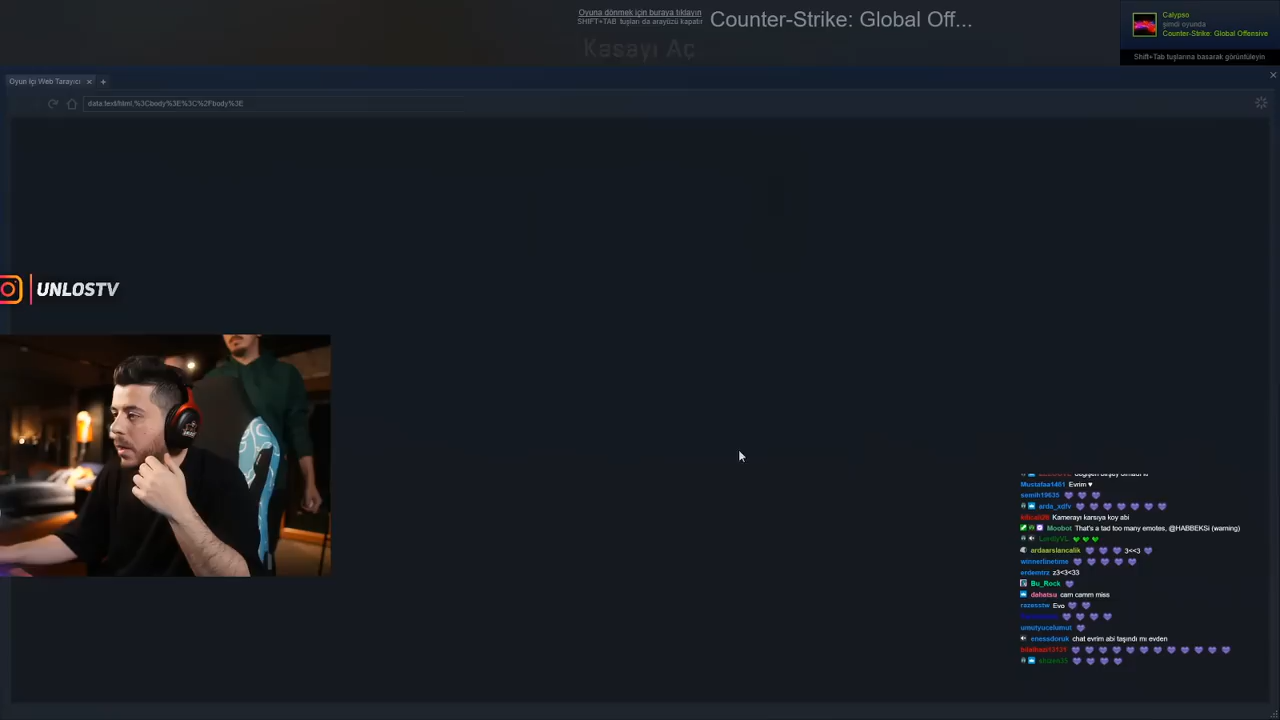 Oyuna dönmek için buraya tıklayın
SHIFT+TAB tuşları da arayüzü kapatır
Counter-Strike: Global Off...
Kasayı Aç
Calypso
şimdi oyunda
Counter-Strike: Global Offensive
Shift+Tab tuşlarına basarak görüntüleyin
Oyun İçi Web Tarayıcısı
data:text/html,%3Cbody%3E%3C%2Fbody%3E
UNLOSTV
Mustafaa1461 Evrim ♥
semih19635 💜 💜 💜
arda_xdfv 💜 💜 💜 💜 💜 💜 💜
Kamerayı karsıya koy abi
Moobot That's a tad too many emotes, @HABBEKSi (warning)
💚 💚 💚
ardaarslancalik 💜 💜 💜 3<<3 💜
winnerlinetime 💜 💜 💜 💜 💜
erdemtrz z3<3<33
Bu_Rock 💜
dahatsu cam camm miss
razesstw Evo 💜 💜
💜 💜 💜 💜
umutyucelumut 💜
enessdoruk chat evrim abi taşındı mı evden
💜 💜 💜 💜 💜 💜 💜 💜 💜 💜 💜 💜
💜 💜 💜 💜